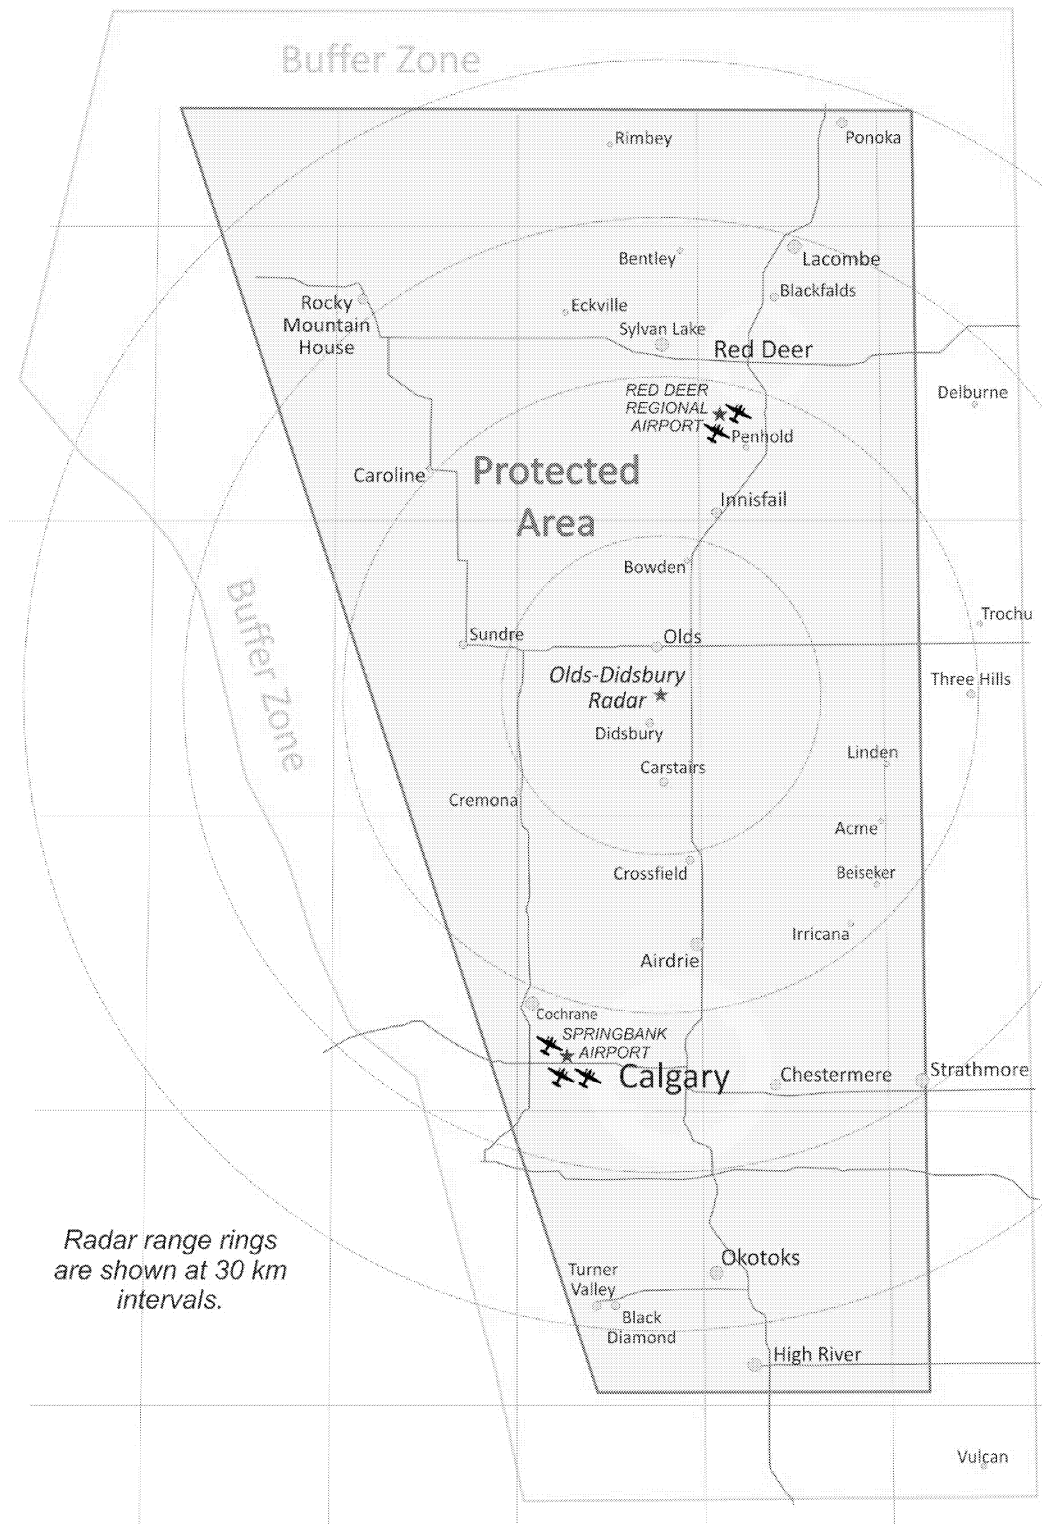 Buffer Zone
Rimbey
Ponoka
Bentley
Lacombe
Blackfalds
Rocky
Mountain
House
Eckville
Sylvan Lake
Red Deer
RED DEER
REGIONAL
AIRPORT
Delburne
Penhold
Caroline
Protected
Area
Innisfail
Bowden
Buffer Zone
Trochu
Sundre
Olds
Olds-Didsbury
Radar
Three Hills
Didsbury
Linden
Carstairs
Cremona
Acme
Crossfield
Beiseker
Irricana
Airdrie
Cochrane
SPRINGBANK
AIRPORT
Calgary
Chestermere
Strathmore
Radar range rings
are shown at 30 km
intervals.
Okotoks
Turner
Valley
Black
Diamond
High River
Vulcan